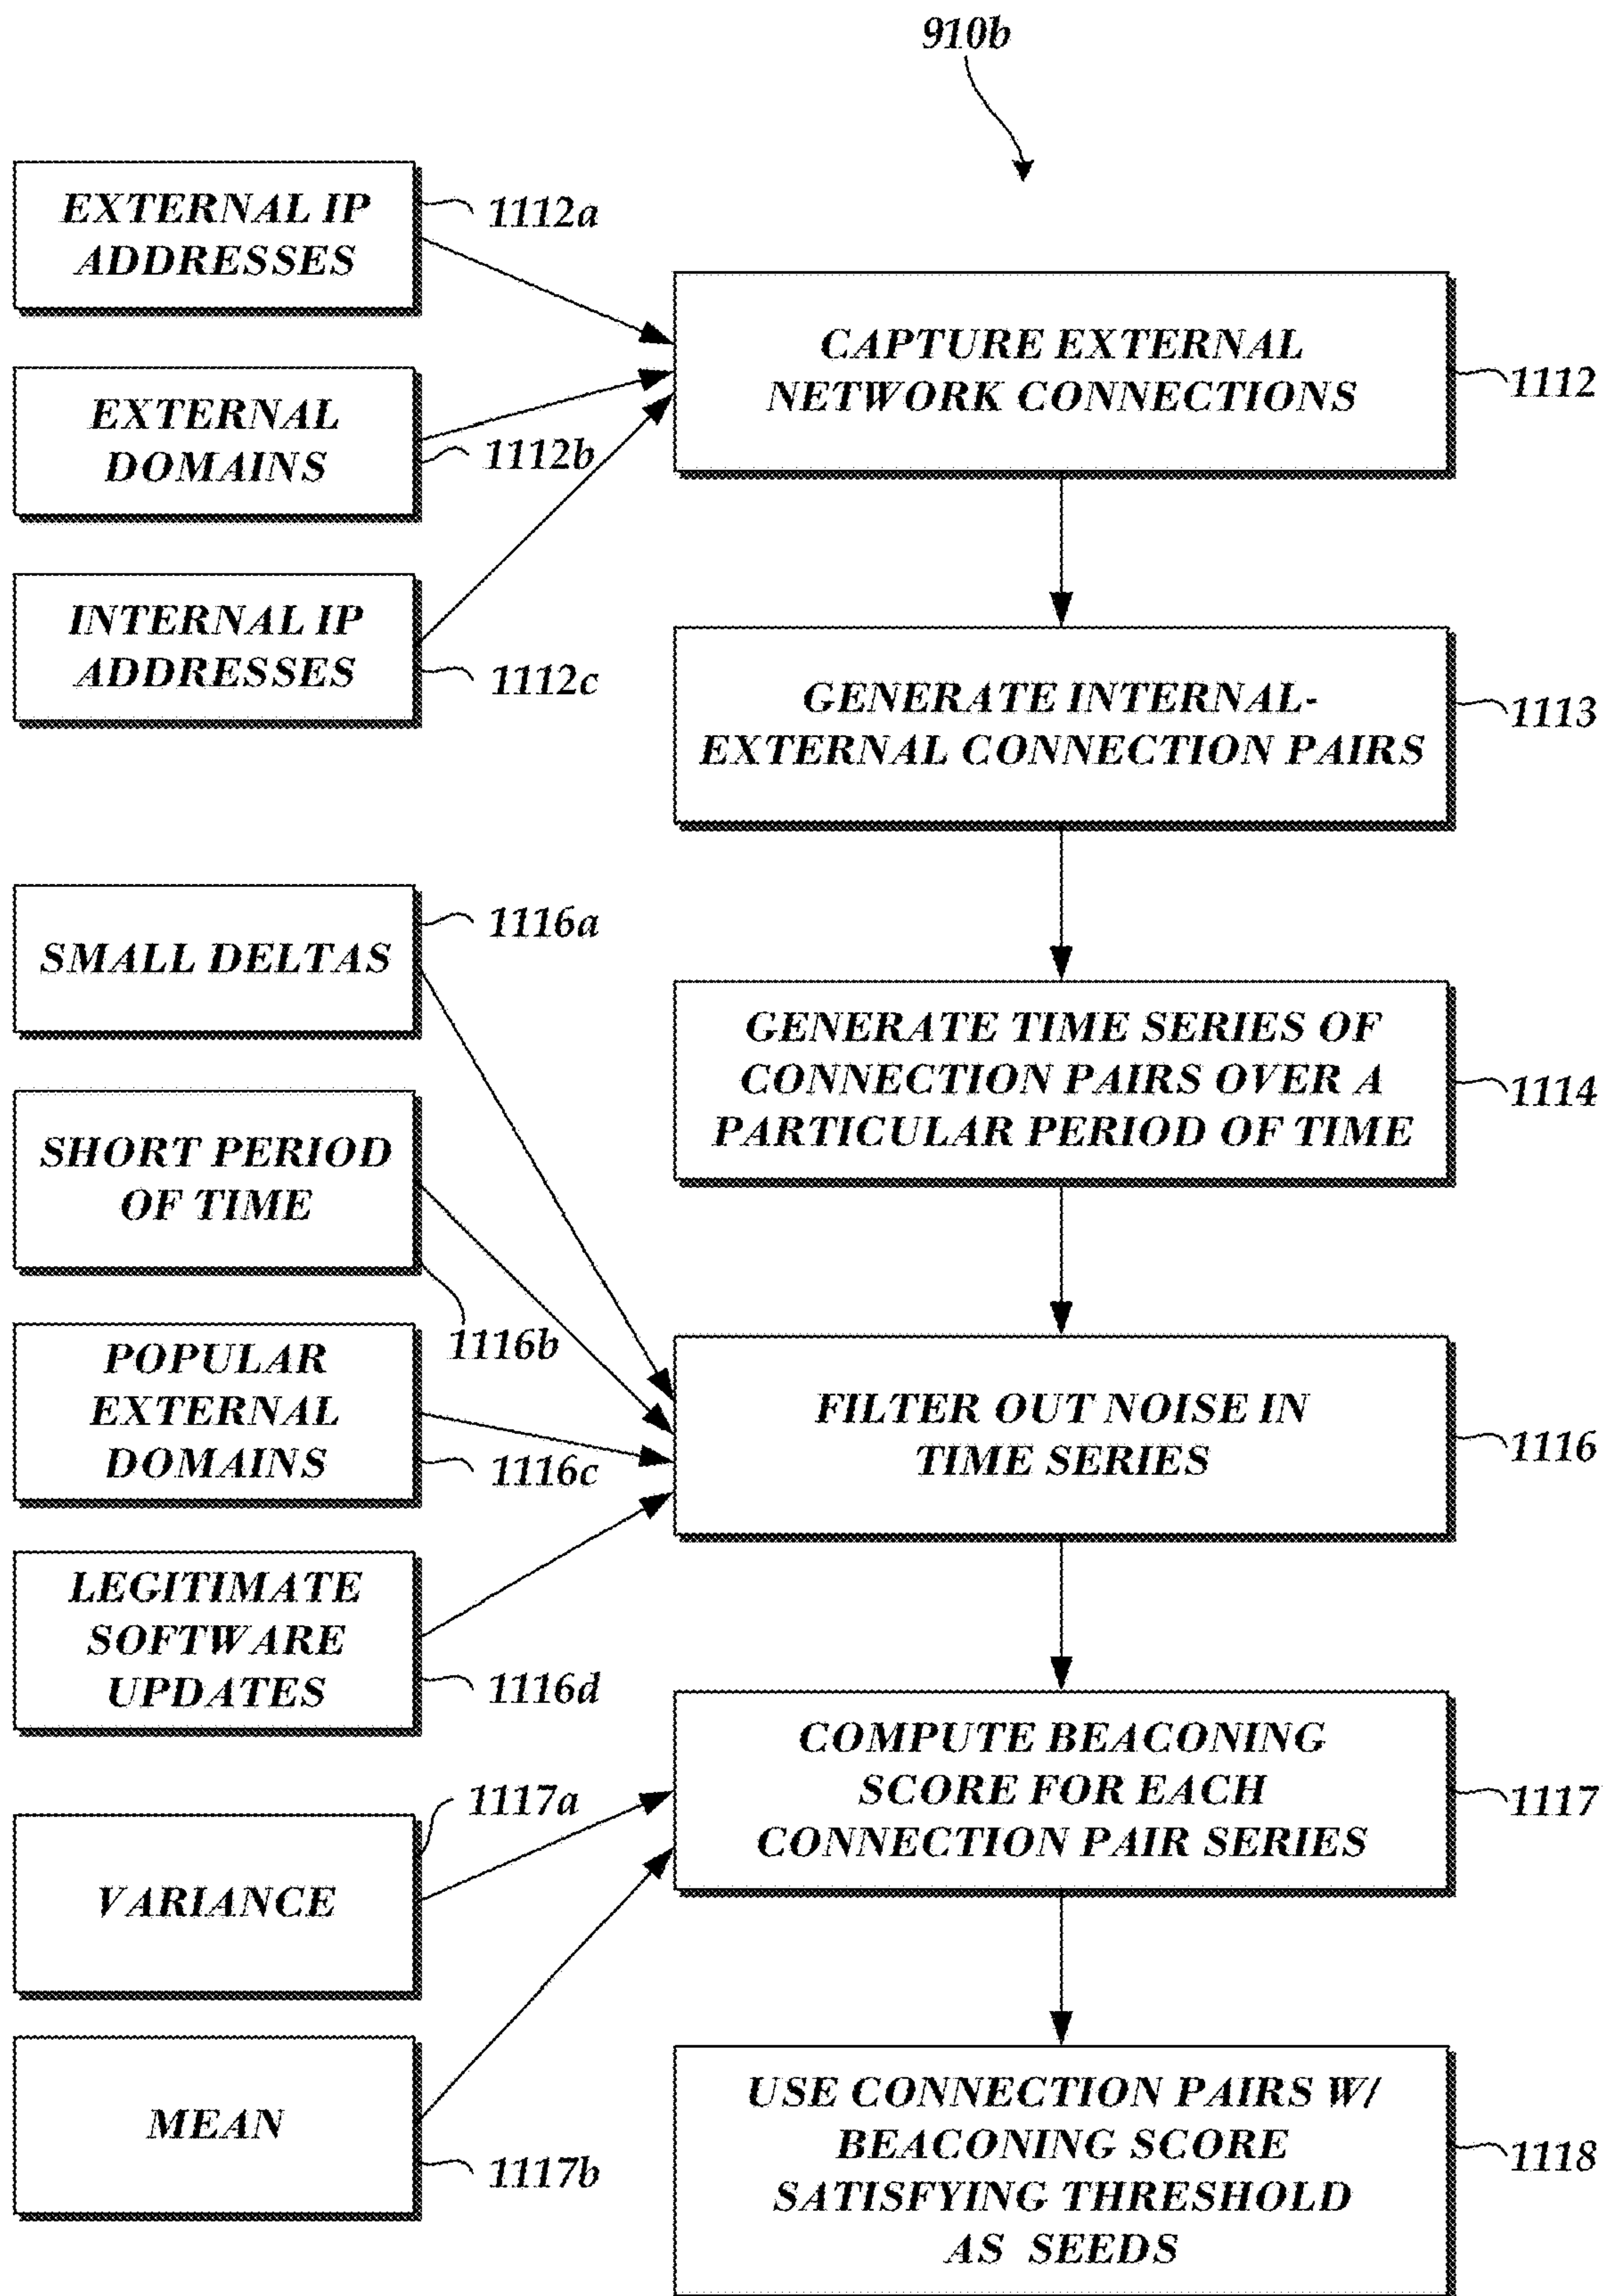 910b
EXTERNAL IP
ADDRESSES
1112a
EXTERNAL
DOMAINS
1112b
INTERNAL IP
ADDRESSES
1112c
CAPTURE EXTERNAL
NETWORK CONNECTIONS
1112
GENERATE INTERNAL-
EXTERNAL CONNECTION PAIRS
1113
GENERATE TIME SERIES OF
CONNECTION PAIRS OVER A
PARTICULAR PERIOD OF TIME
1114
SMALL DELTAS
1116a
SHORT PERIOD
OF TIME
1116b
POPULAR
EXTERNAL
DOMAINS
1116c
LEGITIMATE
SOFTWARE
UPDATES
1116d
FILTER OUT NOISE IN
TIME SERIES
1116
VARIANCE
1117a
MEAN
1117b
COMPUTE BEACONING
SCORE FOR EACH
CONNECTION PAIR SERIES
1117
USE CONNECTION PAIRS W/
BEACONING SCORE
SATISFYING THRESHOLD
AS SEEDS
1118